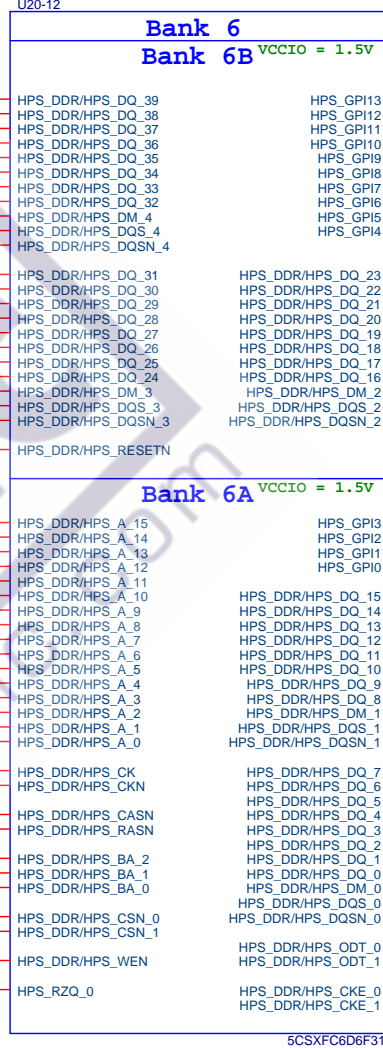 U20-12
Bank 6
Bank 6B VCCIO = 1.5V
HPS_DDR/HPS_DQ_39 HPS_GPI13
HPS_DDR/HPS_DQ_38 HPS_GPI12
HPS_DDR/HPS_DQ_37 HPS_GPI11
HPS_DDR/HPS_DQ_36 HPS_GPI10
HPS_DDR/HPS_DQ_35 HPS_GPI9
HPS_DDR/HPS_DQ_34 HPS_GPI8
HPS_DDR/HPS_DQ_33 HPS_GPI7
HPS_DDR/HPS_DQ_32 HPS_GPI6
HPS_DDR/HPS_DM_4 HPS_GPI5
HPS_DDR/HPS_DQS_4 HPS_GPI4
HPS_DDR/HPS_DQSN_4
HPS_DDR/HPS_DQ_31 HPS_DDR/HPS_DQ_23
HPS_DDR/HPS_DQ_30 HPS_DDR/HPS_DQ_22
HPS_DDR/HPS_DQ_29 HPS_DDR/HPS_DQ_21
HPS_DDR/HPS_DQ_28 HPS_DDR/HPS_DQ_20
HPS_DDR/HPS_DQ_27 HPS_DDR/HPS_DQ_19
HPS_DDR/HPS_DQ_26 HPS_DDR/HPS_DQ_18
HPS_DDR/HPS_DQ_25 HPS_DDR/HPS_DQ_17
HPS_DDR/HPS_DQ_24 HPS_DDR/HPS_DQ_16
HPS_DDR/HPS_DM_3 HPS_DDR/HPS_DM_2
HPS_DDR/HPS_DQS_3 HPS_DDR/HPS_DQS_2
HPS_DDR/HPS_DQSN_3 HPS_DDR/HPS_DQSN_2
HPS_DDR/HPS_RESETN
Bank 6A VCCIO = 1.5V
HPS_DDR/HPS_A_15 HPS_GPI3
HPS_DDR/HPS_A_14 HPS_GPI2
HPS_DDR/HPS_A_13 HPS_GPI1
HPS_DDR/HPS_A_12 HPS_GPI0
HPS_DDR/HPS_A_11
HPS_DDR/HPS_A_10 HPS_DDR/HPS_DQ_15
HPS_DDR/HPS_A_9 HPS_DDR/HPS_DQ_14
HPS_DDR/HPS_A_8 HPS_DDR/HPS_DQ_13
HPS_DDR/HPS_A_7 HPS_DDR/HPS_DQ_12
HPS_DDR/HPS_A_6 HPS_DDR/HPS_DQ_11
HPS_DDR/HPS_A_5 HPS_DDR/HPS_DQ_10
HPS_DDR/HPS_A_4 HPS_DDR/HPS_DQ_9
HPS_DDR/HPS_A_3 HPS_DDR/HPS_DQ_8
HPS_DDR/HPS_A_2 HPS_DDR/HPS_DM_1
HPS_DDR/HPS_A_1 HPS_DDR/HPS_DQS_1
HPS_DDR/HPS_A_0 HPS_DDR/HPS_DQSN_1
HPS_DDR/HPS_CK HPS_DDR/HPS_DQ_7
HPS_DDR/HPS_CKN HPS_DDR/HPS_DQ_6
HPS_DDR/HPS_DQ_5
HPS_DDR/HPS_CASN HPS_DDR/HPS_DQ_4
HPS_DDR/HPS_RASN HPS_DDR/HPS_DQ_3
HPS_DDR/HPS_DQ_2
HPS_DDR/HPS_BA_2 HPS_DDR/HPS_DQ_1
HPS_DDR/HPS_BA_1 HPS_DDR/HPS_DQ_0
HPS_DDR/HPS_BA_0 HPS_DDR/HPS_DM_0
HPS_DDR/HPS_DQS_0
HPS_DDR/HPS_CSN_0 HPS_DDR/HPS_DQSN_0
HPS_DDR/HPS_CSN_1
HPS_DDR/HPS_ODT_0
HPS_DDR/HPS_WEN HPS_DDR/HPS_ODT_1
HPS_RZQ_0 HPS_DDR/HPS_CKE_0
HPS_DDR/HPS_CKE_1
5CSXFC6D6F31